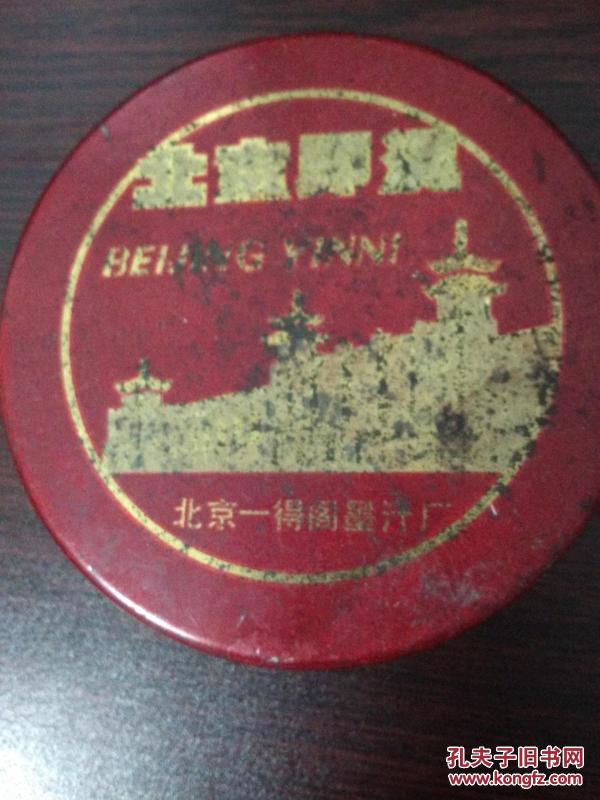 北京印泥
BEIJING YINNI
北京一得阁墨汁厂
孔夫子旧书网
www.kongfz.com